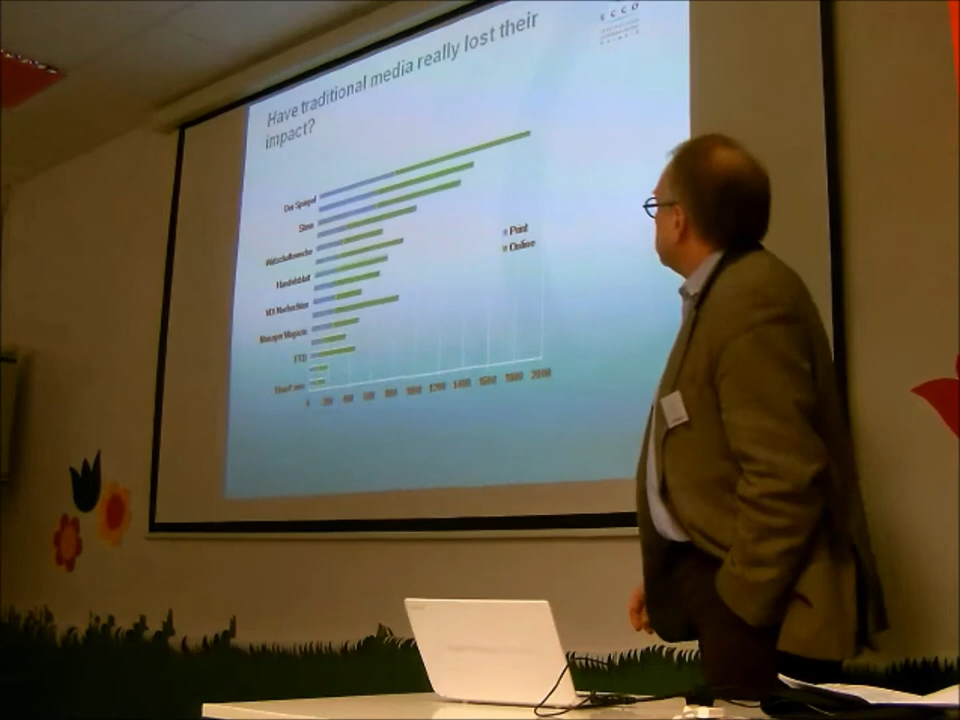 Have traditional media really lost their
impact?
ECCO
Der Spiegel
Stern
Wirtschaftswoche
Handelsblatt
VDI Nachrichten
Manager Magazin
FTD
Print
Online
0 200 400 600 800 1000 1200 1400 1600 1800 2000